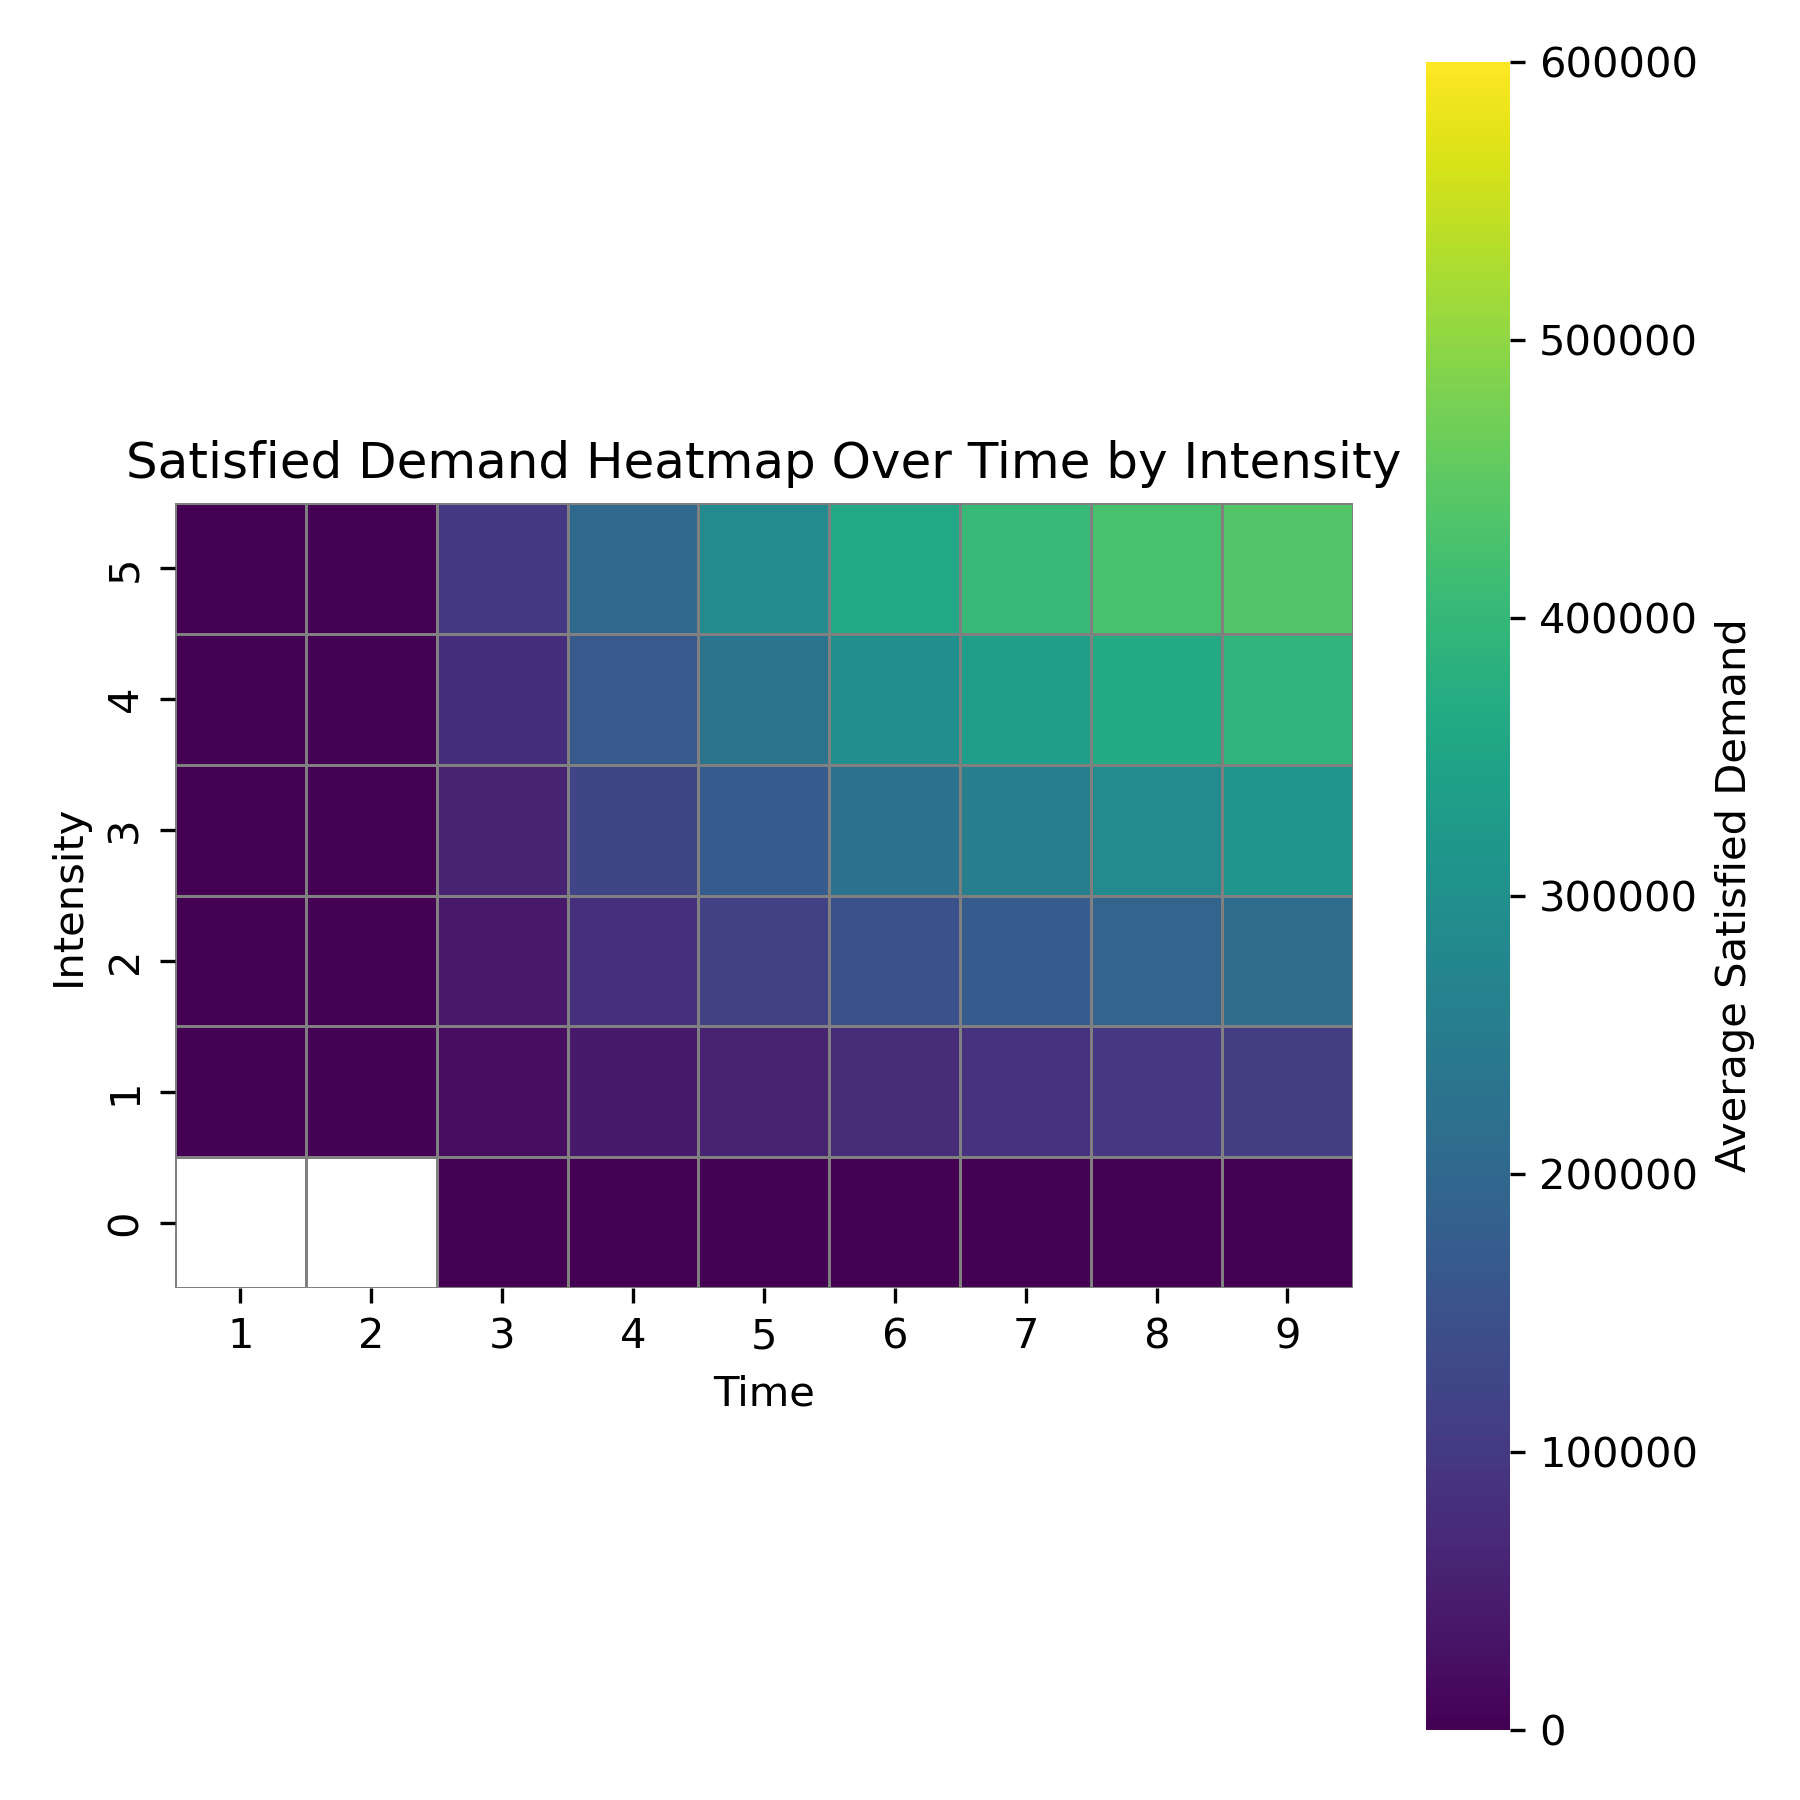 Satisfied Demand Heatmap Over Time by Intensity
Intensity
5
4
3
2
1
0
1 2 3 4 5 6 7 8 9
Time
600000
500000
400000
300000
200000
100000
0
Average Satisfied Demand